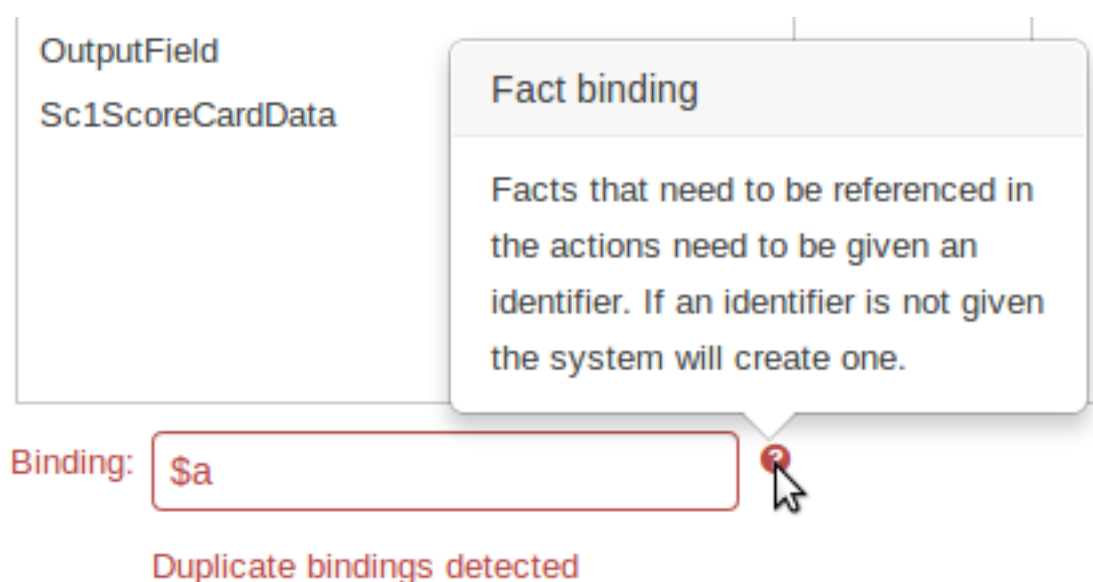 OutputField
Sc1ScoreCardData
Fact binding
Facts that need to be referenced in
the actions need to be given an
identifier. If an identifier is not given
the system will create one.
Binding:
$a
?
Duplicate bindings detected